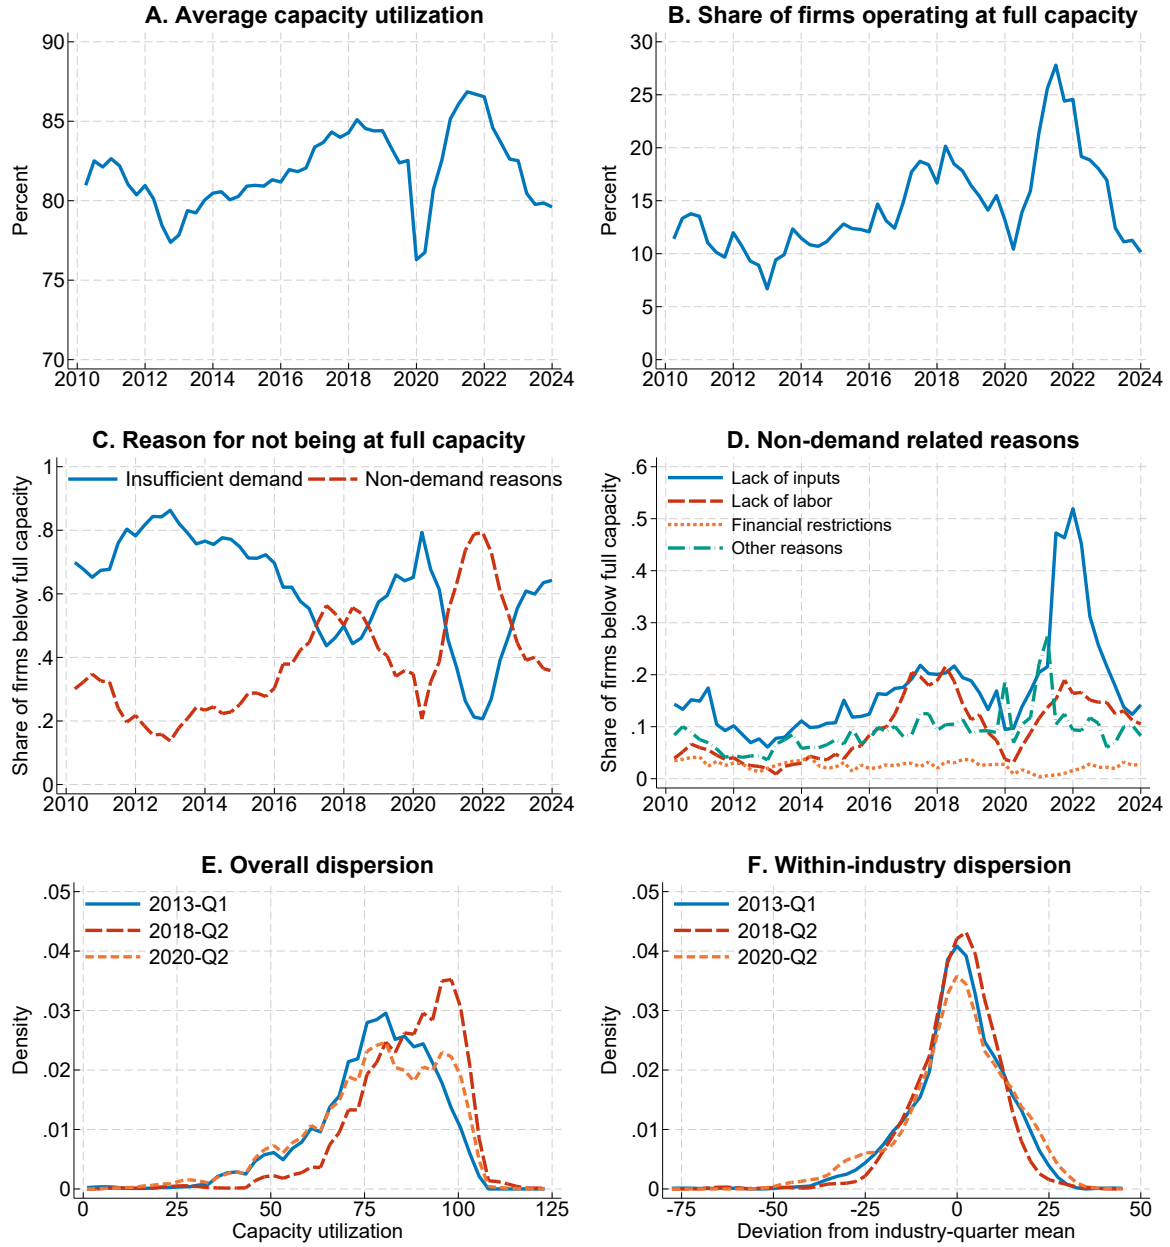 A. Average capacity utilization
Percent
90
85
80
75
70
2010 2012 2014 2016 2018 2020 2022 2024
B. Share of firms operating at full capacity
Percent
30
25
20
15
10
5
0
2010 2012 2014 2016 2018 2020 2022 2024
C. Reason for not being at full capacity
Share of firms below full capacity
1
.8
.6
.4
.2
0
Insufficient demand
Non-demand reasons
2010 2012 2014 2016 2018 2020 2022 2024
D. Non-demand related reasons
Share of firms below full capacity
.6
.5
.4
.3
.2
.1
0
Lack of inputs
Lack of labor
Financial restrictions
Other reasons
2010 2012 2014 2016 2018 2020 2022 2024
E. Overall dispersion
Density
.05
.04
.03
.02
.01
0
2013-Q1
2018-Q2
2020-Q2
0 25 50 75 100 125
Capacity utilization
F. Within-industry dispersion
Density
.05
.04
.03
.02
.01
0
2013-Q1
2018-Q2
2020-Q2
-75 -50 -25 0 25 50
Deviation from industry-quarter mean